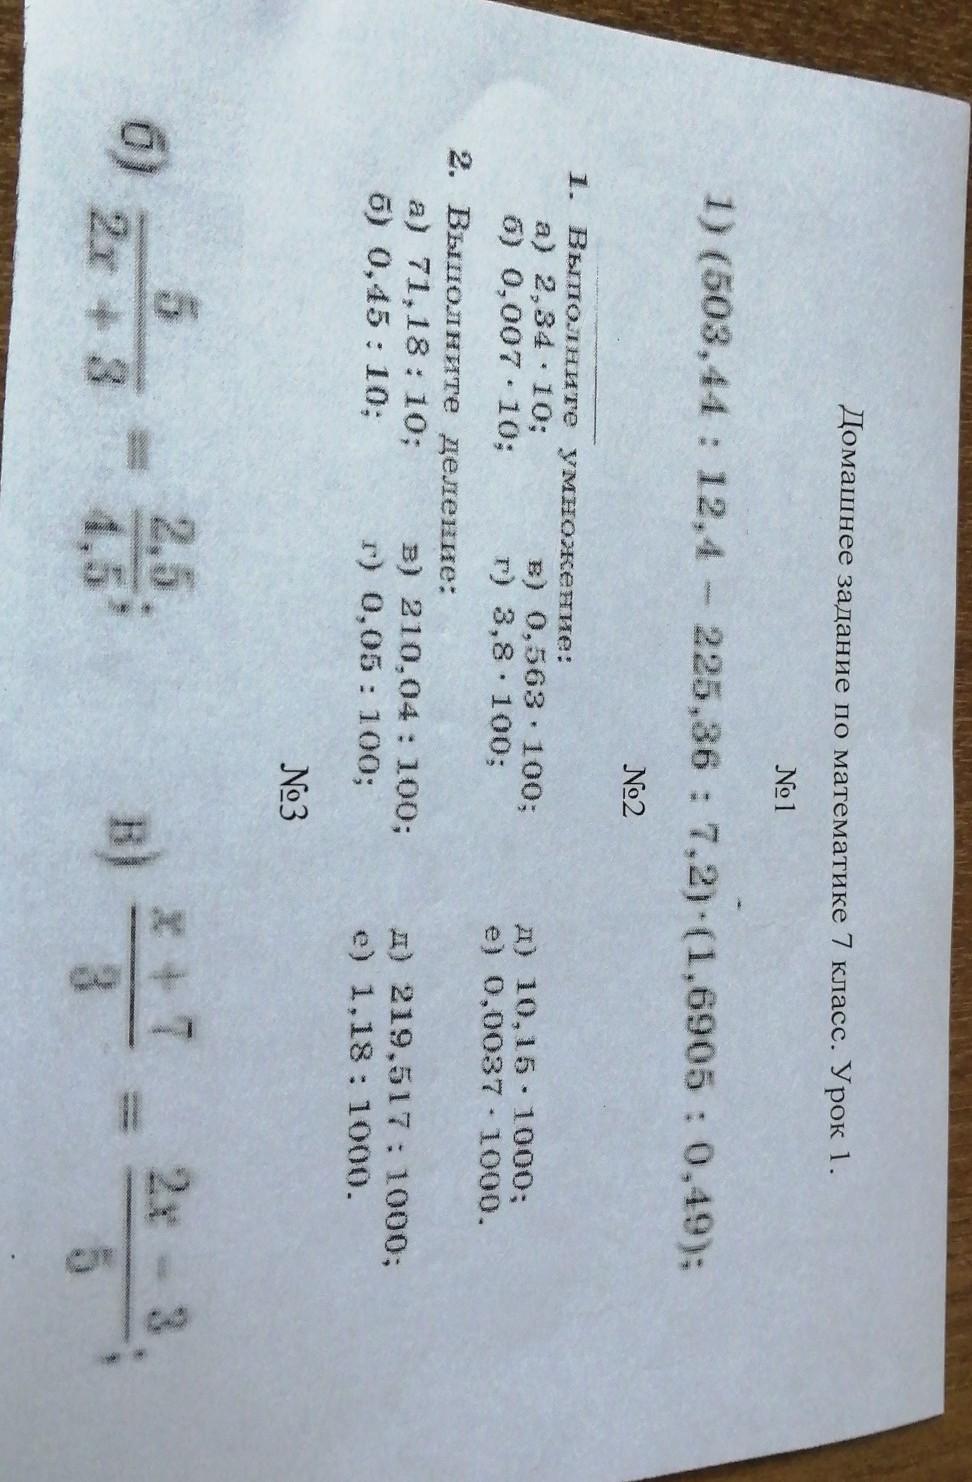 Домашнее задание по математике 7 класс. Урок 1.
№1
1) (503,44 : 12,4 − 225,36 : 7,2)·(1,6905 : 0,49);
№2
1. Выполните умножение:
а) 2,34 · 10; в) 0,563 · 100; д) 10,15 · 1000;
б) 0,007 · 10; г) 3,8 · 100; е) 0,0037 · 1000.
2. Выполните деление:
а) 71,18 : 10; в) 210,04 : 100; д) 219,517 : 1000;
б) 0,45 : 10; г) 0,05 : 100; е) 1,18 : 1000.
№3
б) 5/(2x + 3) = 2,5/4,5; в) (x + 7)/3 = (2x − 3)/5;